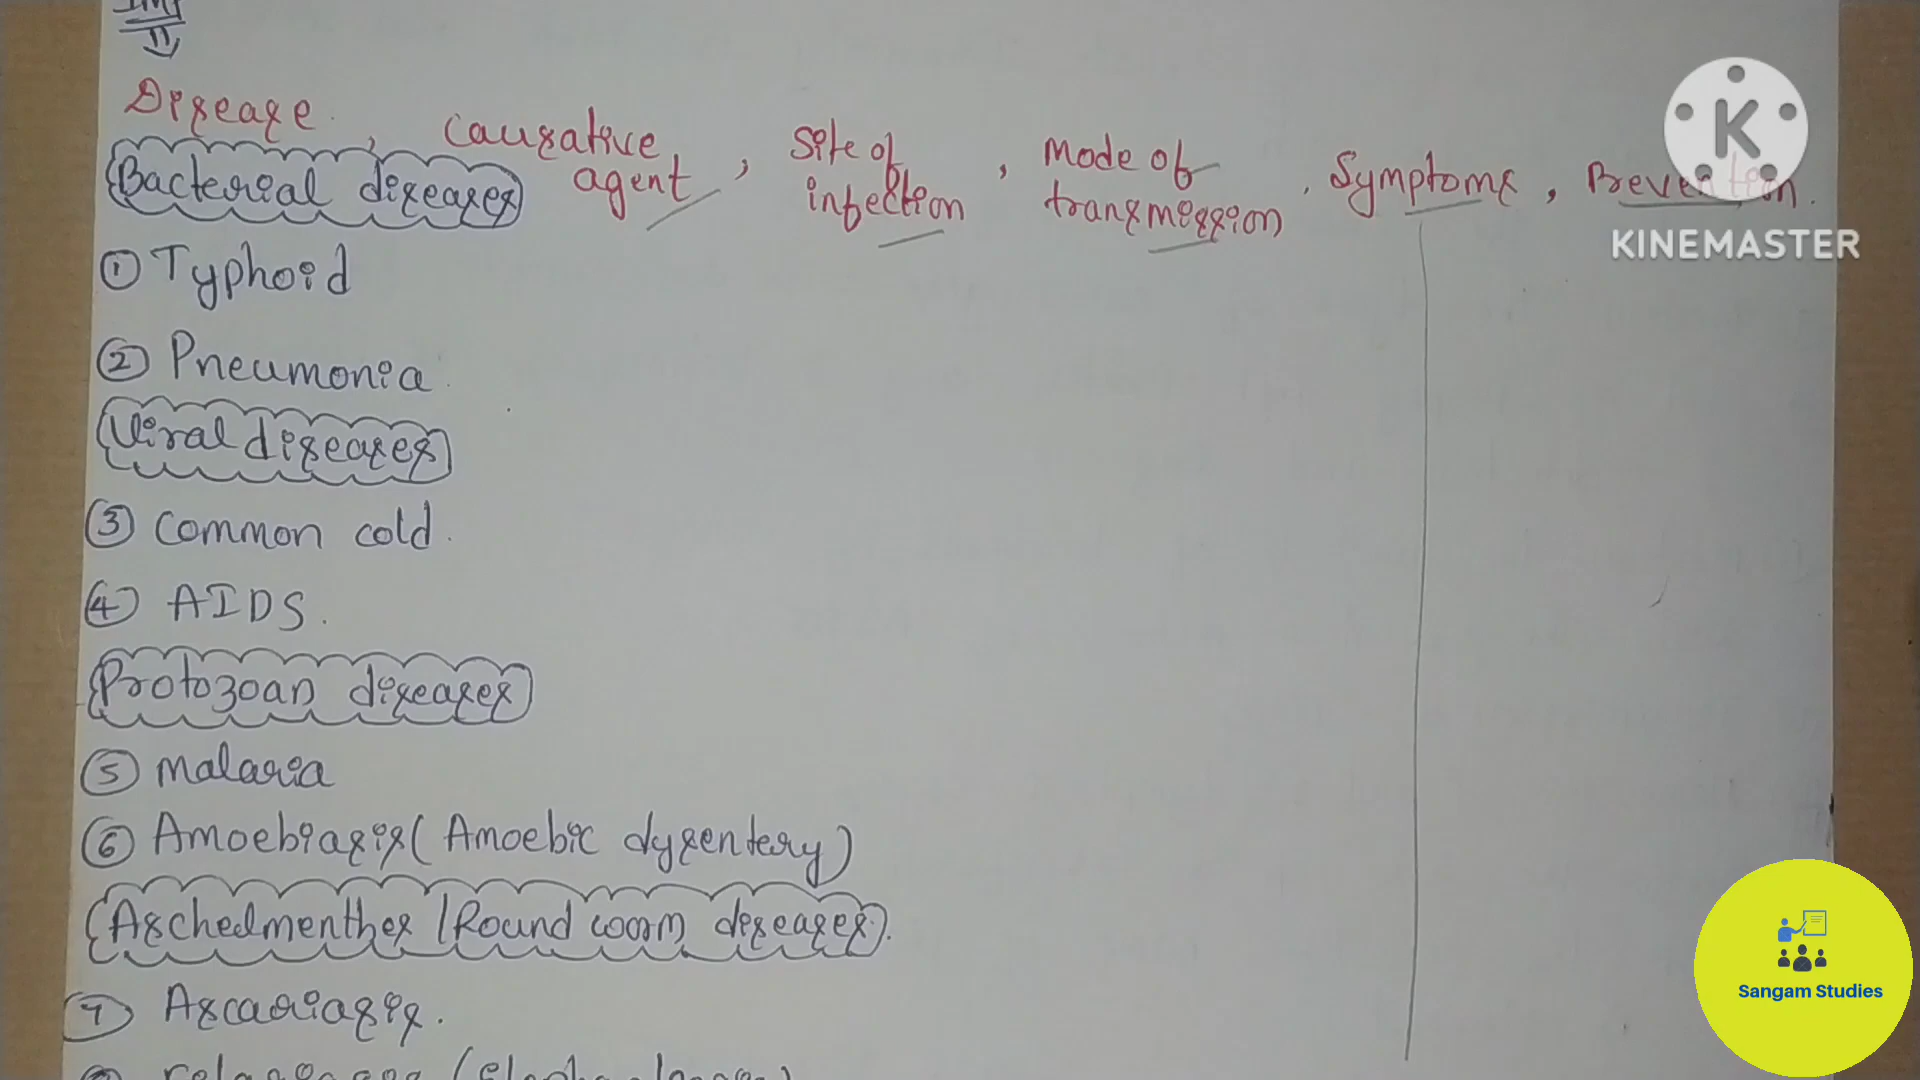 IMP
Disease, Causative agent, Site of infection, Mode of transmission, Symptoms, Prevention.
Bacterial diseases
① Typhoid
② Pneumonia
Viral diseases
③ Common cold.
④ AIDS.
Protozoan diseases
⑤ Malaria
⑥ Amoebiasis (Amoebic dysentery)
(Aschelmenthes / Round worm diseases).
⑦ Ascariasis.
KINEMASTER
Sangam Studies